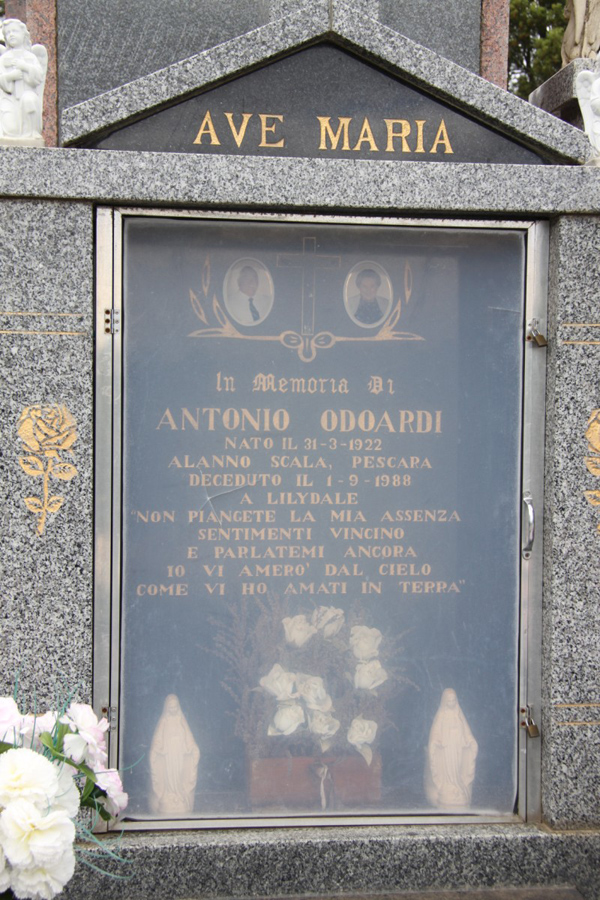 AVE MARIA
In Memoria Di
ANTONIO ODOARDI
NATO IL 31-3-1922
ALANNO SCALA, PESCARA
DECEDUTO IL 1-9-1988
A LILYDALE
"NON PIANGETE LA MIA ASSENZA
SENTIMENTI VINCINO
E PARLATEMI ANCORA
IO VI AMERO' DAL CIELO
COME VI HO AMATI IN TERRA"